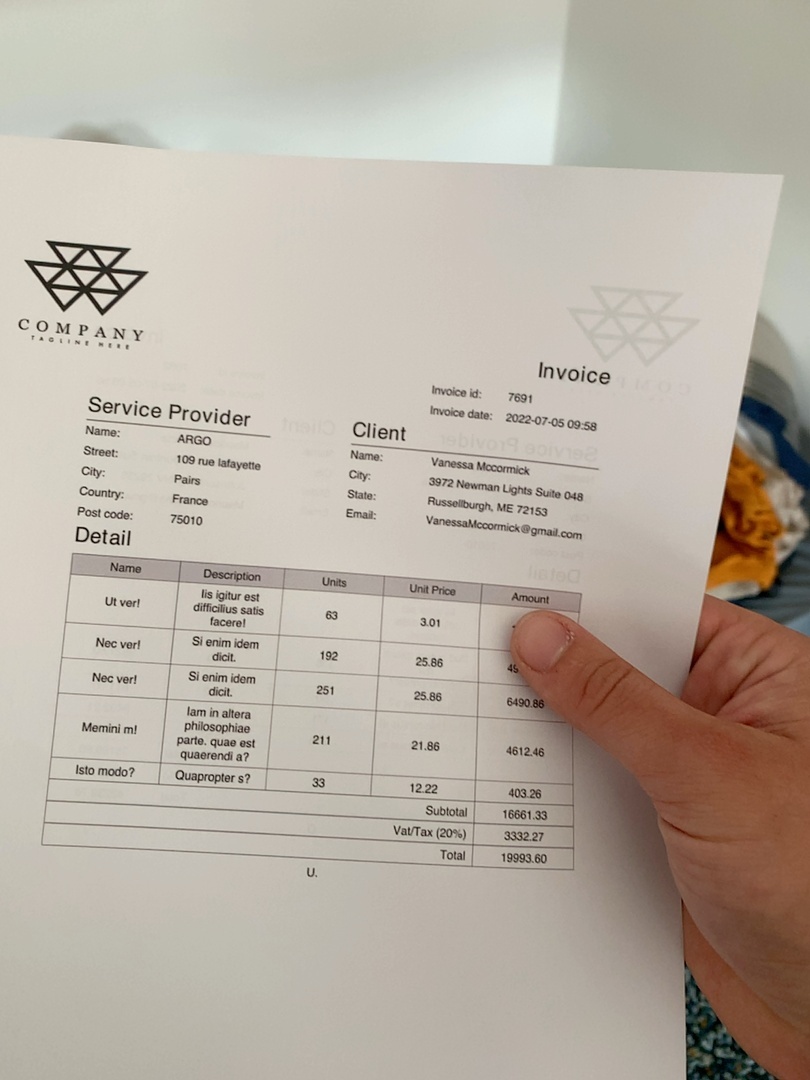 COMPANY
TAGLINE HERE
Invoice
Invoice id: 7691
Invoice date: 2022-07-05 09:58
Service Provider
Name: ARGO
Street: 109 rue lafayette
City: Pairs
Country: France
Post code: 75010
Client
Name: Vanessa Mccormick
City: 3972 Newman Lights Suite 048
State: Russellburgh, ME 72153
Email: VanessaMccormick@gmail.com
Detail
Name Description Units Unit Price Amount
Ut ver! Iis igitur est difficilius satis facere! 63 3.01
Nec ver! Si enim idem dicit. 192 25.86
Nec ver! Si enim idem dicit. 251 25.86 6490.86
Memini m! Iam in altera philosophiae parte. quae est quaerendi a? 211 21.86 4612.46
Isto modo? Quapropter s? 33 12.22 403.26
Subtotal 16661.33
Vat/Tax (20%) 3332.27
Total 19993.60
U.